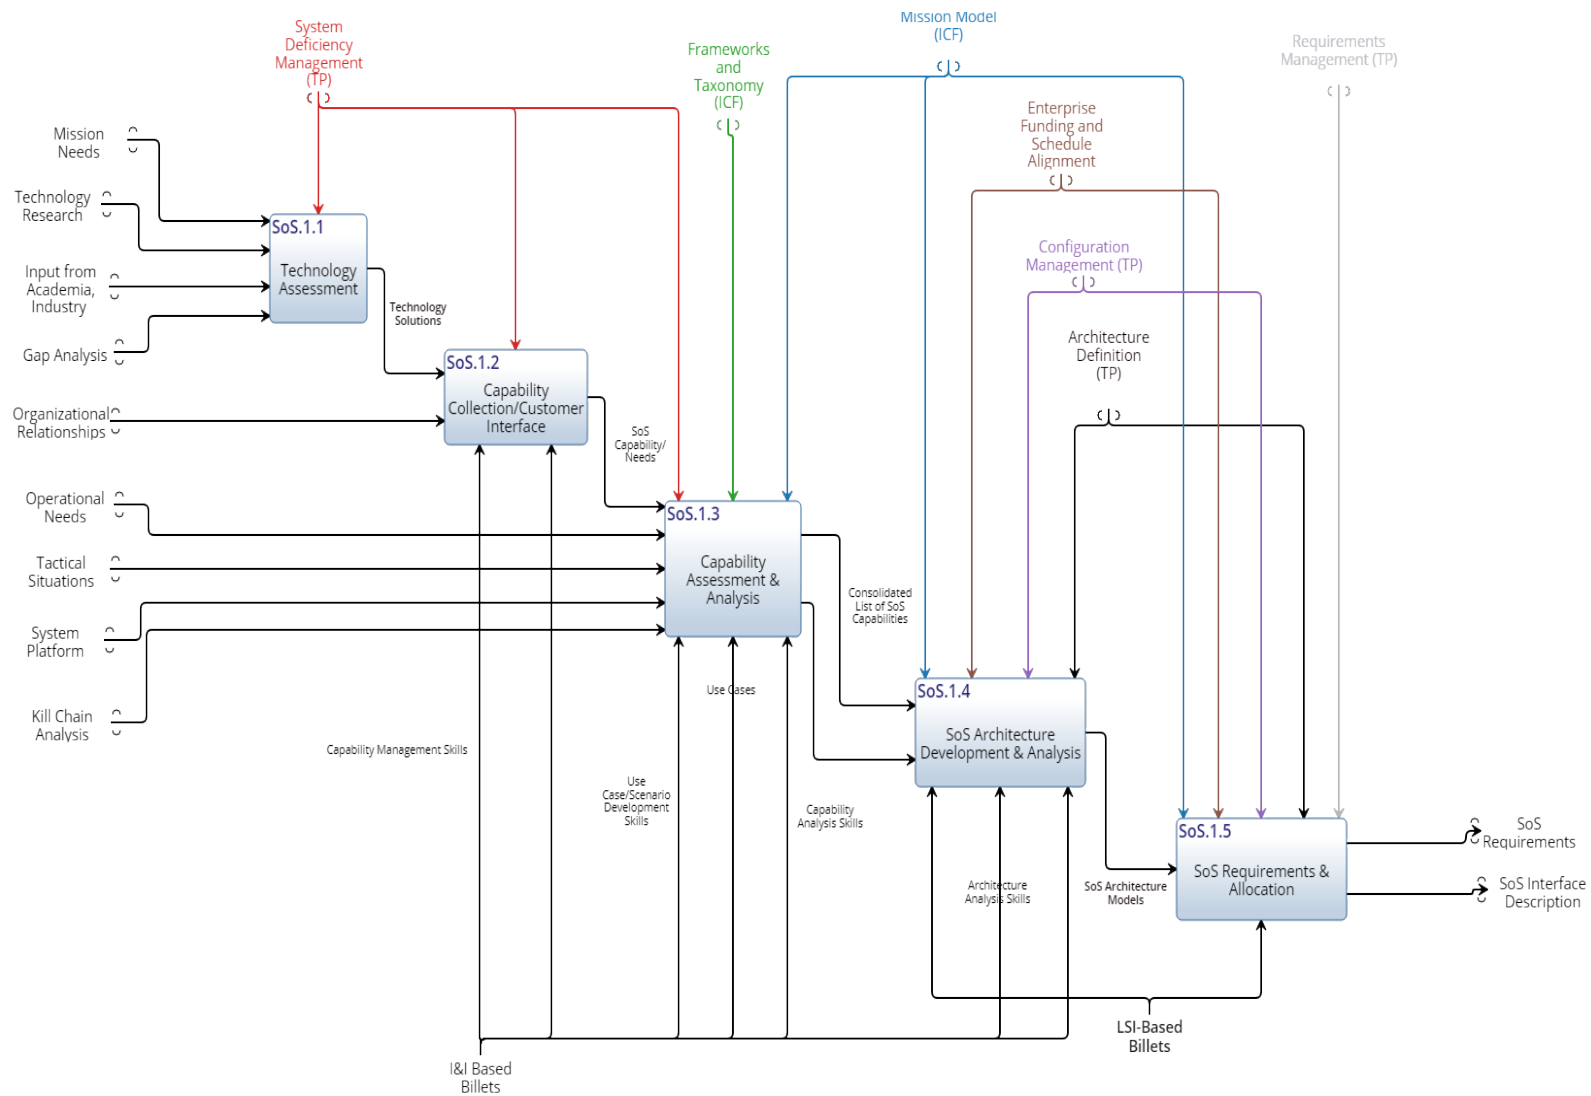 System
Deficiency
Management
(TP)
Frameworks
and
Taxonomy
(ICF)
Mission Model
(ICF)
Requirements
Management (TP)
Enterprise
Funding and
Schedule
Alignment
Configuration
Management (TP)
Architecture
Definition
(TP)
Mission
Needs
Technology
Research
Input from
Academia,
Industry
Gap Analysis
Organizational
Relationships
Operational
Needs
Tactical
Situations
System
Platform
Kill Chain
Analysis
SoS.1.1
Technology
Assessment
Technology
Solutions
SoS.1.2
Capability
Collection/Customer
Interface
SoS
Capability/
Needs
SoS.1.3
Capability
Assessment &
Analysis
Consolidated
List of SoS
Capabilities
Use Cases
Capability Management Skills
Use
Case/Scenario
Development
Skills
Capability
Analysis Skills
SoS.1.4
SoS Architecture
Development & Analysis
Architecture
Analysis Skills
SoS Architecture
Models
SoS.1.5
SoS Requirements &
Allocation
SoS
Requirements
SoS Interface
Description
LSI-Based
Billets
I&I Based
Billets